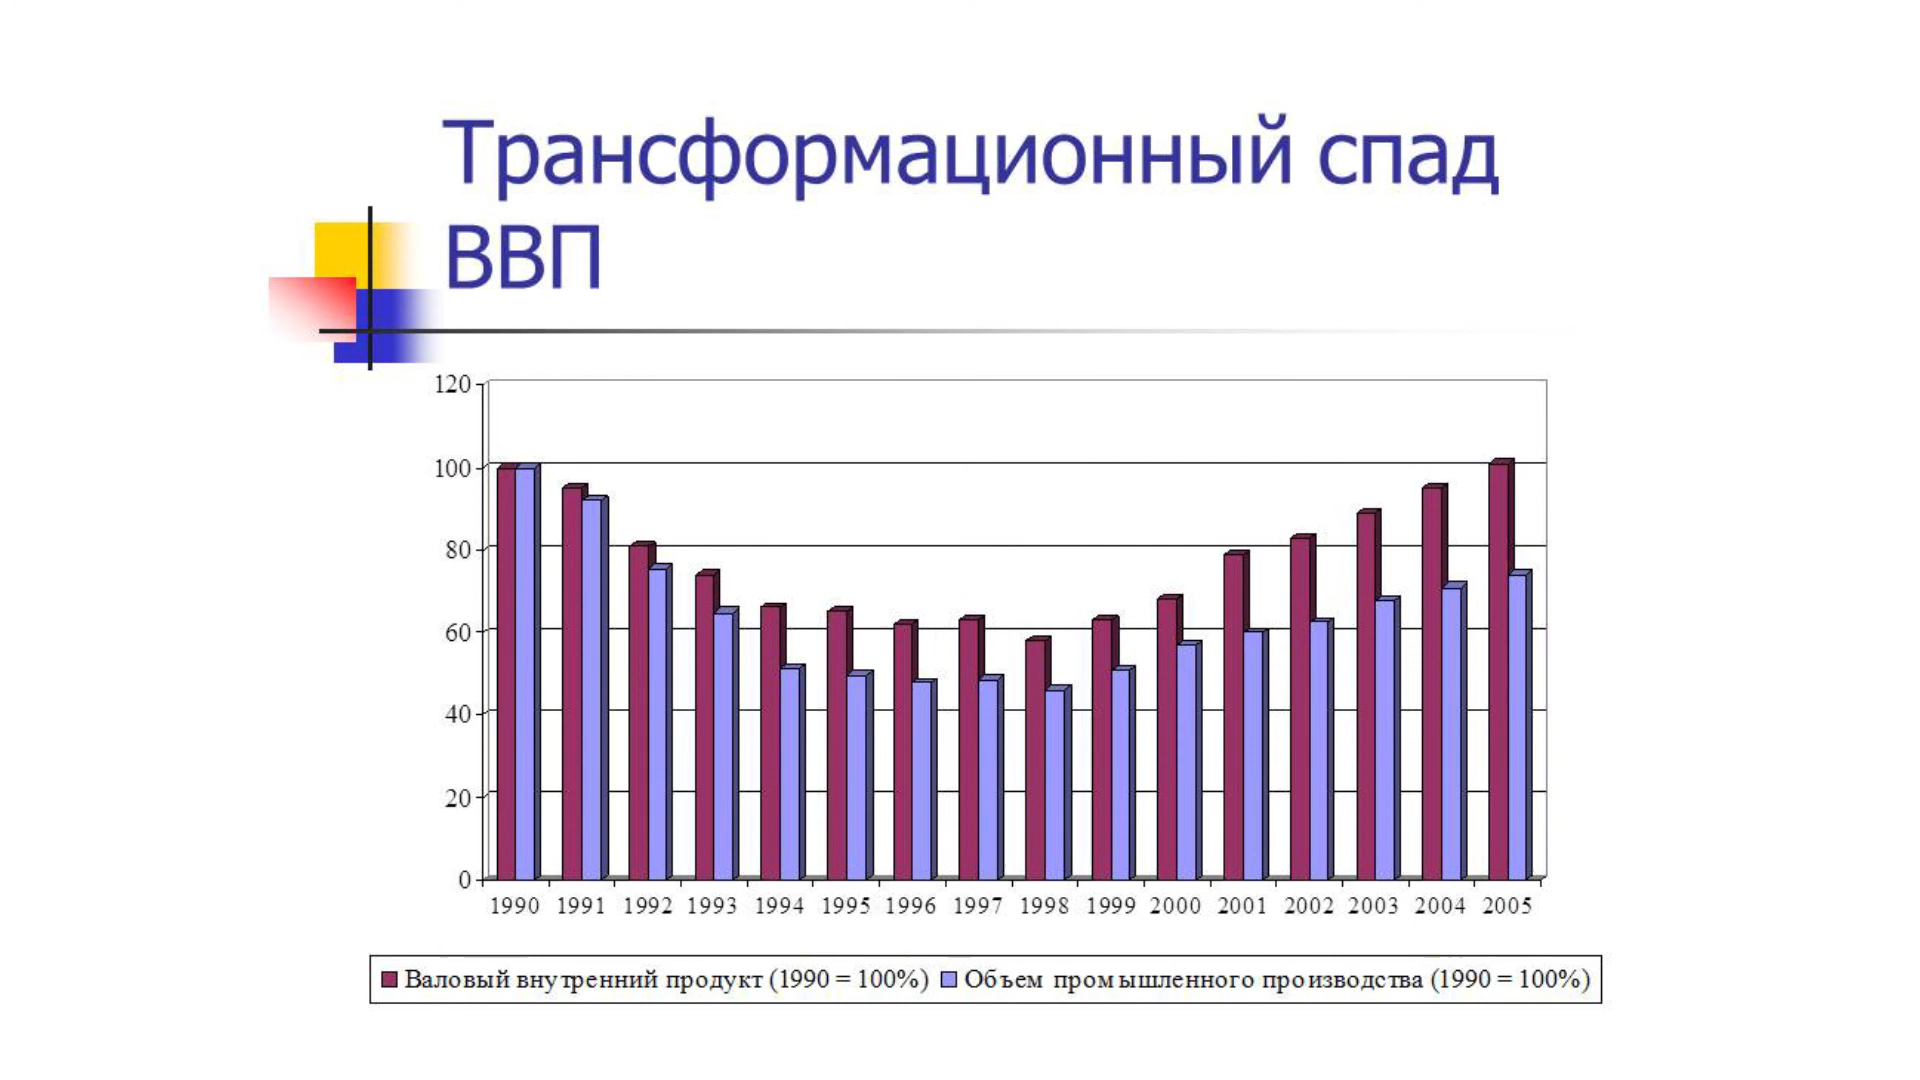 Трансформационный спад
ВВП
120
100
80
60
40
20
0
1990 1991 1992 1993 1994 1995 1996 1997 1998 1999 2000 2001 2002 2003 2004 2005
Валовый внутренний продукт (1990 = 100%) Объем промышленного производства (1990 = 100%)